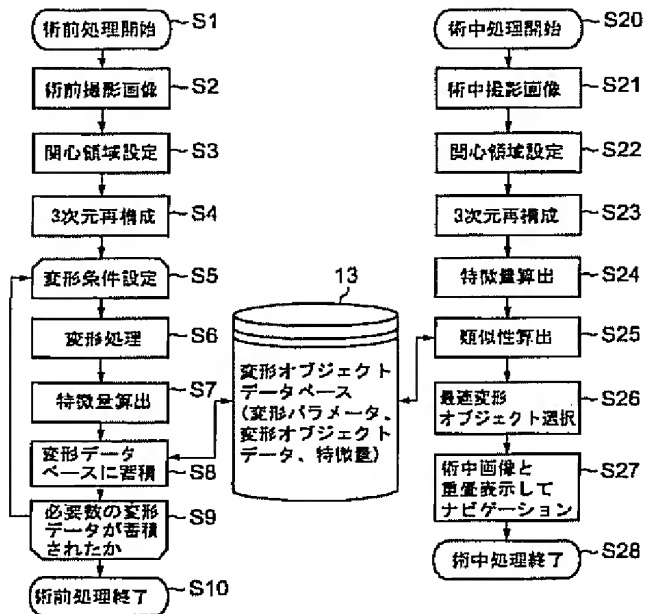 術前処理開始
S1
術前撮影画像
S2
関心領域設定
S3
3次元再構成
S4
変形条件設定
S5
変形処理
S6
特徴量算出
S7
変形データ
ベースに蓄積
S8
必要数の変形
データが蓄積
されたか
S9
術前処理終了
S10
13
変形オブジェクト
データベース
(変形パラメータ、
変形オブジェクト
データ、特徴量)
術中処理開始
S20
術中撮影画像
S21
関心領域設定
S22
3次元再構成
S23
特徴量算出
S24
類似性算出
S25
最適変形
オブジェクト選択
S26
術中画像と
重畳表示して
ナビゲーション
S27
術中処理終了
S28